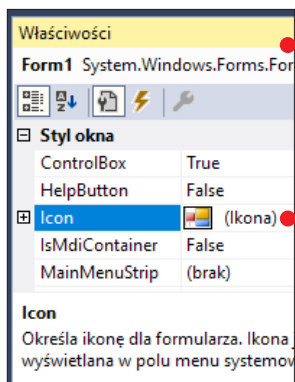 Właściwości
Form1 System.Windows.Forms.For
Styl okna
ControlBox True
HelpButton False
Icon (Ikona)
IsMdiContainer False
MainMenuStrip (brak)
Icon
Określa ikonę dla formularza. Ikona
wyświetlana w polu menu systemow